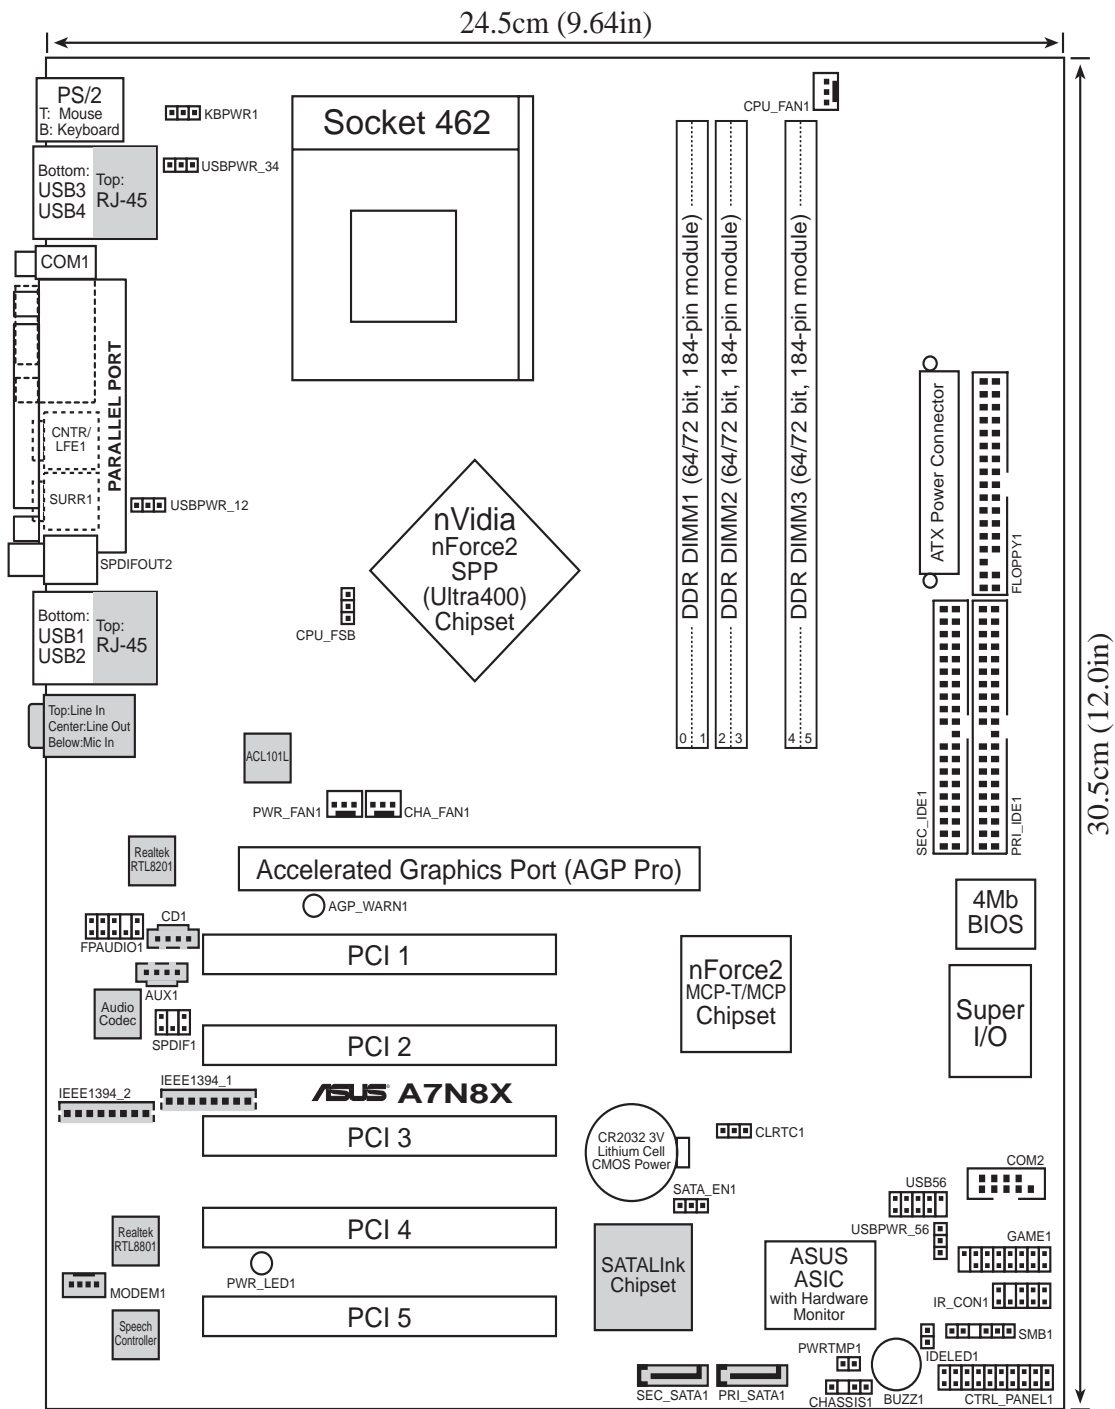 24.5cm (9.64in)
PS/2
T: Mouse
B: Keyboard
KBPWR1
Socket 462
CPU_FAN1
Bottom:
USB3
USB4
Top:
RJ-45
USBPWR_34
COM1
PARALLEL PORT
CNTR/
LFE1
SURR1
USBPWR_12
SPDIFOUT2
DDR DIMM1 (64/72 bit, 184-pin module)
DDR DIMM2 (64/72 bit, 184-pin module)
DDR DIMM3 (64/72 bit, 184-pin module)
0 1
2 3
4 5
ATX Power Connector
FLOPPY1
nVidia
nForce2
SPP
(Ultra400)
Chipset
CPU_FSB
Bottom:
USB1
USB2
Top:
RJ-45
Top:Line In
Center:Line Out
Below:Mic In
ACL101L
PWR_FAN1
CHA_FAN1
SEC_IDE1
PRI_IDE1
30.5cm (12.0in)
Realtek
RTL8201
Accelerated Graphics Port (AGP Pro)
AGP_WARN1
4Mb
BIOS
FPAUDIO1
CD1
PCI 1
AUX1
nForce2
MCP-T/MCP
Chipset
Super
I/O
Audio
Codec
SPDIF1
PCI 2
IEEE1394_2
IEEE1394_1
ASUS A7N8X
PCI 3
CR2032 3V
Lithium Cell
CMOS Power
CLRTC1
SATA_EN1
COM2
USB56
USBPWR_56
GAME1
Realtek
RTL8801
PCI 4
PWR_LED1
SATALInk
Chipset
ASUS
ASIC
with Hardware
Monitor
IR_CON1
MODEM1
Speech
Controller
PCI 5
SMB1
IDELED1
PWRTMP1
SEC_SATA1
PRI_SATA1
CHASSIS1
BUZZ1
CTRL_PANEL1